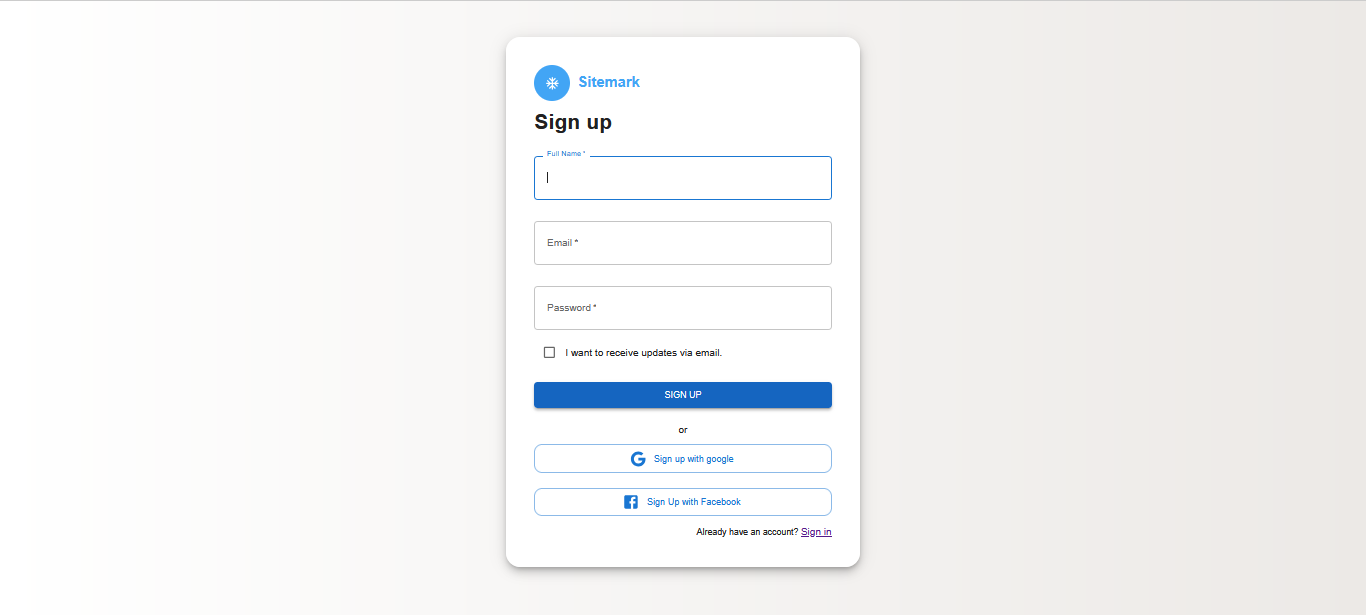 Sitemark
Sign up
Full Name *
Email *
Password *
I want to receive updates via email.
SIGN UP
or
Sign up with google
Sign Up with Facebook
Already have an account? Sign in